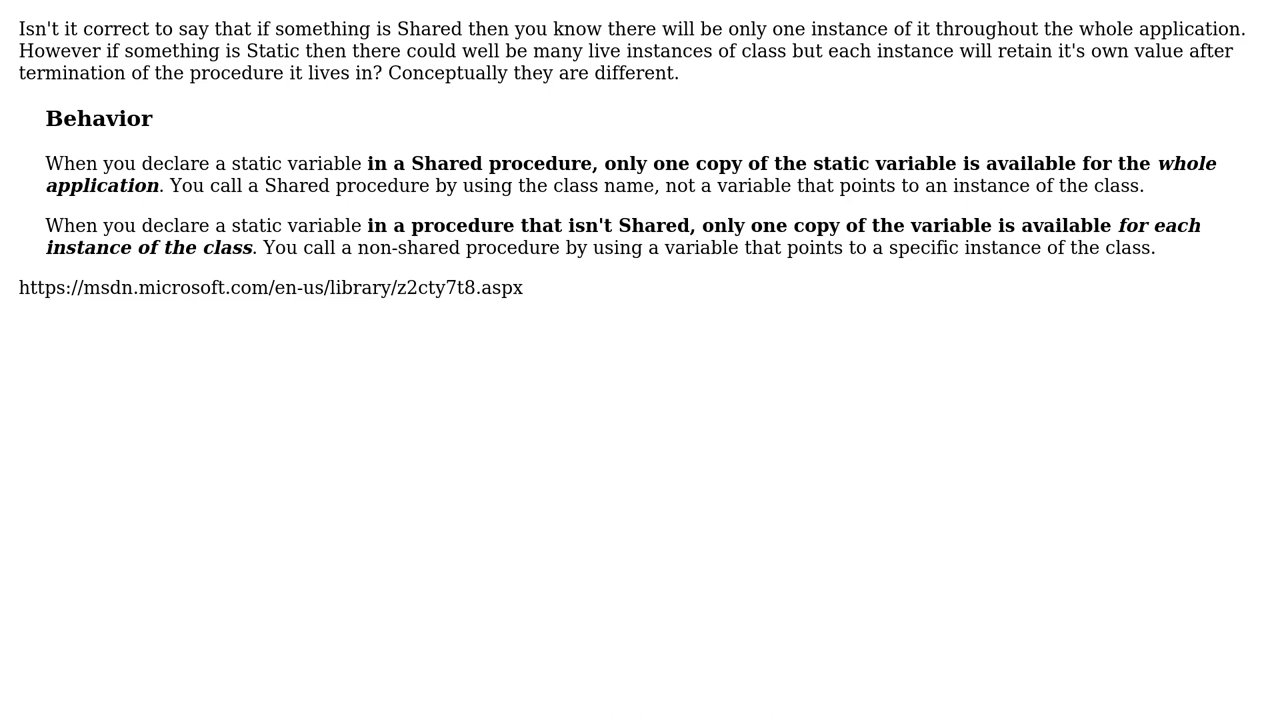 Isn't it correct to say that if something is Shared then you know there will be only one instance of it throughout the whole application.
However if something is Static then there could well be many live instances of class but each instance will retain it's own value after
termination of the procedure it lives in? Conceptually they are different.
Behavior
When you declare a static variable in a Shared procedure, only one copy of the static variable is available for the whole
application. You call a Shared procedure by using the class name, not a variable that points to an instance of the class.
When you declare a static variable in a procedure that isn't Shared, only one copy of the variable is available for each
instance of the class. You call a non-shared procedure by using a variable that points to a specific instance of the class.
https://msdn.microsoft.com/en-us/library/z2cty7t8.aspx